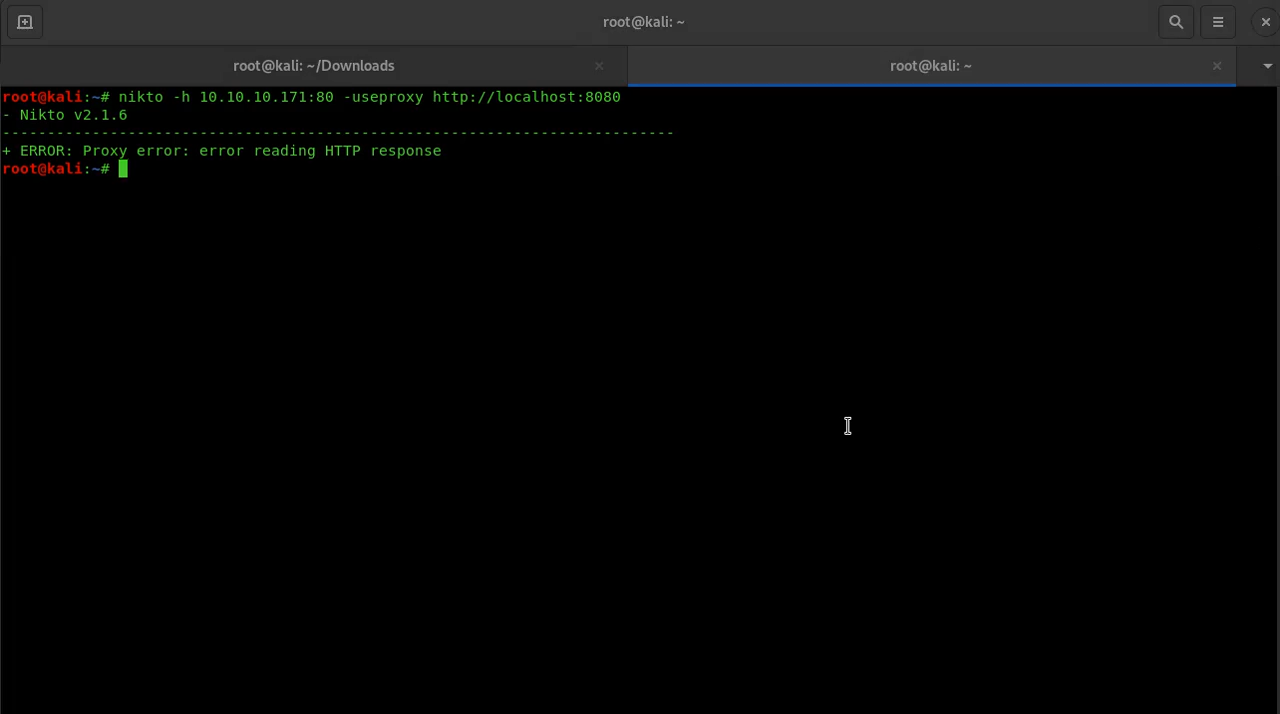 root@kali: ~
root@kali: ~/Downloads
root@kali: ~
root@kali:~# nikto -h 10.10.10.171:80 -useproxy http://localhost:8080
- Nikto v2.1.6
---------------------------------------------------------------------------
+ ERROR: Proxy error: error reading HTTP response
root@kali:~#